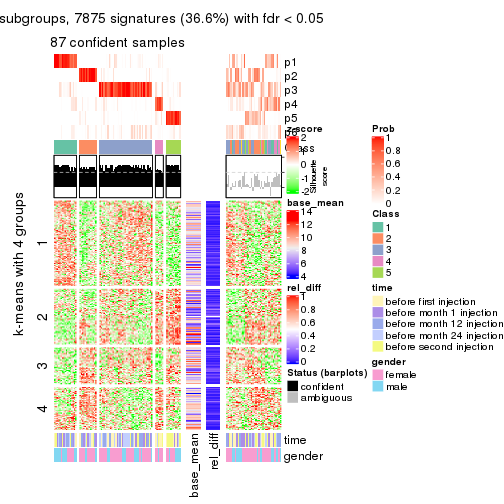 subgroups, 7875 signatures (36.6%) with fdr < 0.05
87 confident samples
p1
p2
p3
p4
p5
p6
Class
Silhouette
score
k-means with 4 groups
1
2
3
4
time
gender
base_mean
rel_diff
z-score
2
1
0
-1
-2
base_mean
14
12
10
8
6
4
rel_diff
1
0.8
0.6
0.4
0.2
0
Status (barplots)
confident
ambiguous
Prob
1
0.8
0.6
0.4
0.2
0
Class
1
2
3
4
5
time
before first injection
before month 1 injection
before month 12 injection
before month 24 injection
before second injection
gender
female
male